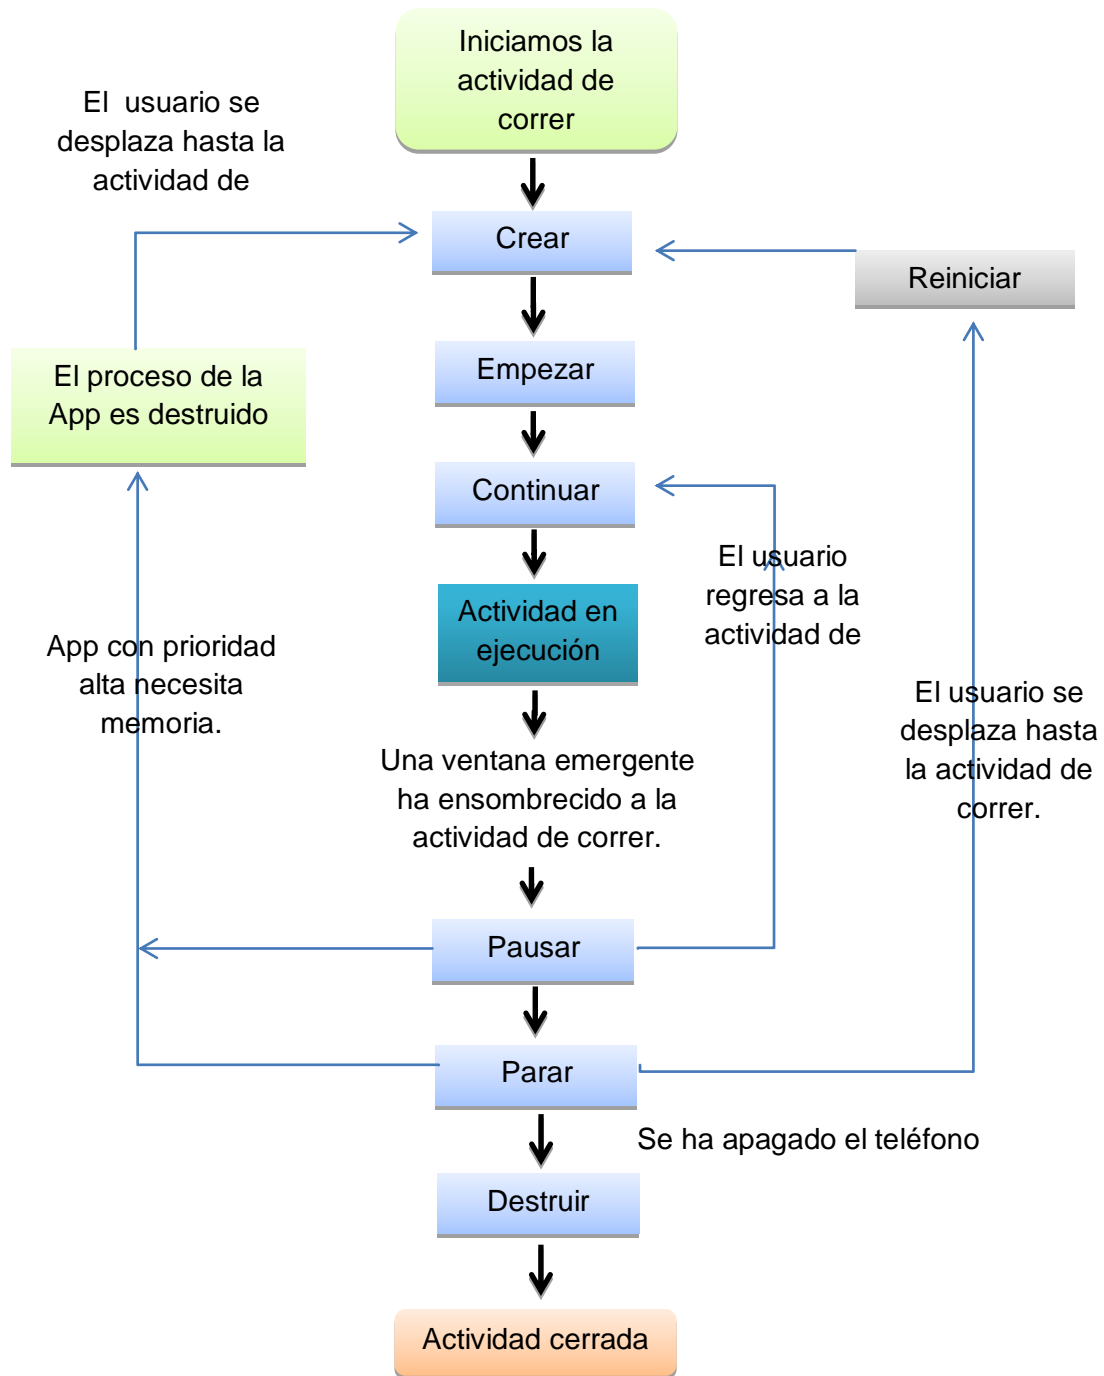 Iniciamos la
actividad de
correr
El usuario se
desplaza hasta la
actividad de
Crear
Reiniciar
El proceso de la
App es destruido
Empezar
Continuar
El usuario
regresa a la
actividad de
Actividad en
ejecución
App con prioridad
alta necesita
memoria.
El usuario se
desplaza hasta
la actividad de
correr.
Una ventana emergente
ha ensombrecido a la
actividad de correr.
Pausar
Parar
Se ha apagado el teléfono
Destruir
Actividad cerrada